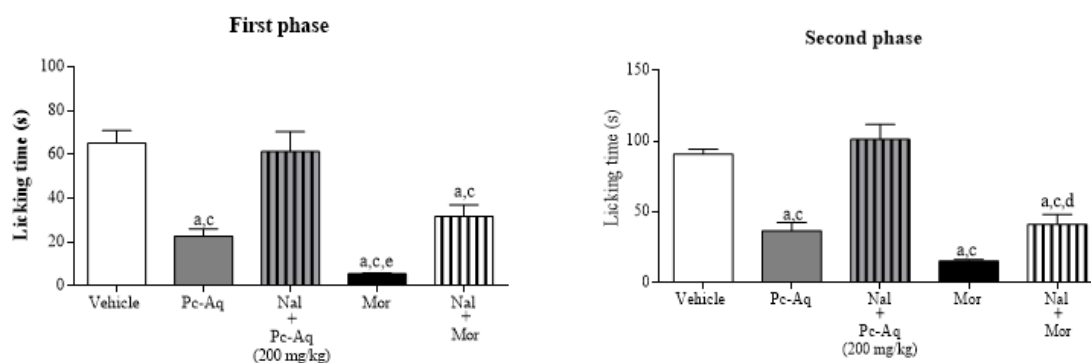 First phase
Licking time (s)
100
80
60
40
20
0
a,c
a,c,e
a,c
Vehicle
Pc-Aq
Nal
+
Pc-Aq
(200 mg/kg)
Mor
Nal
+
Mor
Second phase
Licking time (s)
150
100
50
0
a,c
a,c
a,c,d
Vehicle
Pc-Aq
Nal
+
Pc-Aq
(200 mg/kg)
Mor
Nal
+
Mor